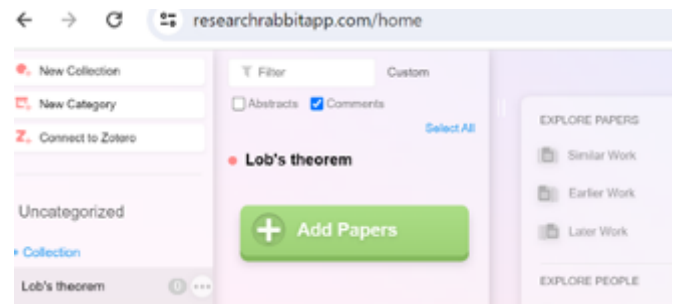 researchrabbitapp.com/home
New Collection
New Category
Connect to Zotero
Uncategorized
Collection
Lob's theorem
0
Filter
Custom
Abstracts
Comments
Select All
Lob's theorem
Add Papers
EXPLORE PAPERS
Similar Work
Earlier Work
Later Work
EXPLORE PEOPLE